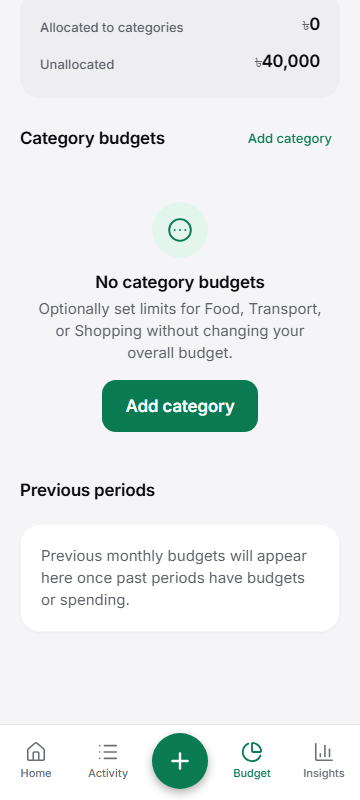 Allocated to categories ৳0
Unallocated ৳40,000
Category budgets Add category
No category budgets
Optionally set limits for Food, Transport,
or Shopping without changing your
overall budget.
Add category
Previous periods
Previous monthly budgets will appear
here once past periods have budgets
or spending.
Home Activity Budget Insights